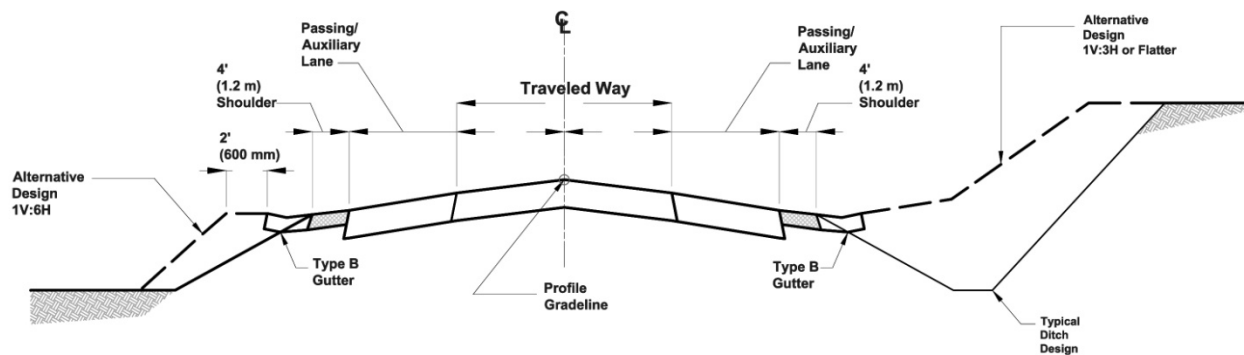 ℄
Passing/
Auxiliary
Lane
Passing/
Auxiliary
Lane
Alternative
Design
1V:3H or Flatter
4'
(1.2 m)
Shoulder
Traveled Way
4'
(1.2 m)
Shoulder
2'
(600 mm)
Alternative
Design
1V:6H
Type B
Gutter
Profile
Gradeline
Type B
Gutter
Typical
Ditch
Design